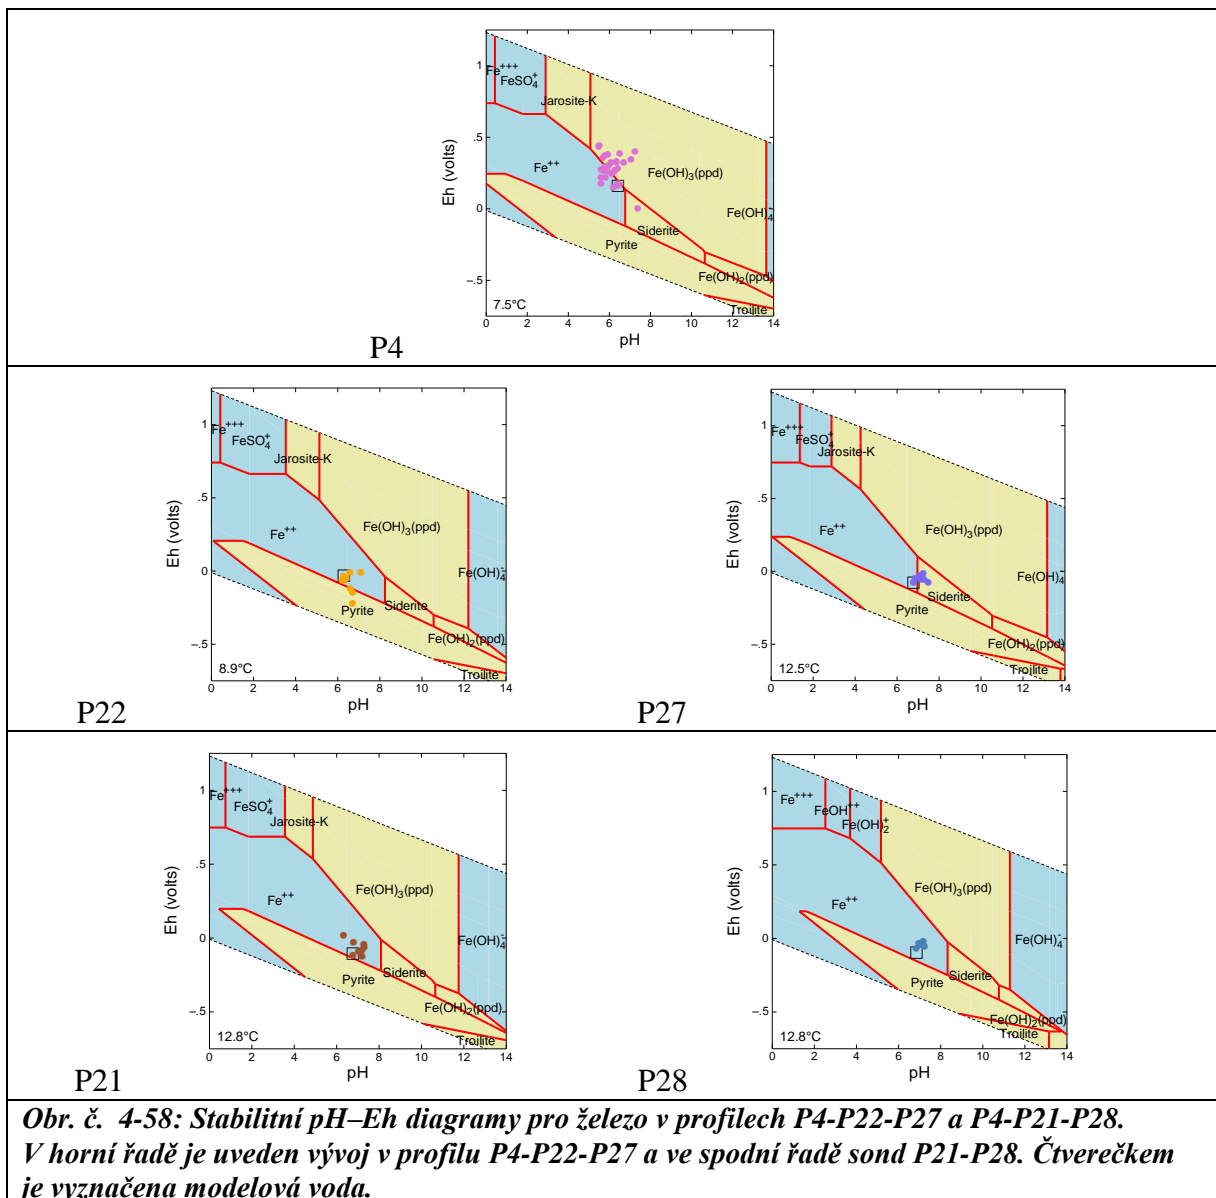 1
.5
0
–.5
Eh (volts)
Fe+++
FeSO4+
Jarosite-K
Fe++
Fe(OH)3(ppd)
Fe(OH)4-
Siderite
Pyrite
Fe(OH)2(ppd)
Troilite
7.5°C
0 2 4 6 8 10 12 14
pH
P4
1
.5
0
–.5
Eh (volts)
Fe+++
FeSO4+
Jarosite-K
Fe++
Fe(OH)3(ppd)
Fe(OH)4-
Pyrite
Siderite
Fe(OH)2(ppd)
Troilite
8.9°C
0 2 4 6 8 10 12 14
pH
P22
1
.5
0
–.5
Eh (volts)
Fe+++
FeSO4+
Jarosite-K
Fe++
Fe(OH)3(ppd)
Fe(OH)4-
Siderite
Pyrite
Fe(OH)2(ppd)
Troilite
12.5°C
0 2 4 6 8 10 12 14
pH
P27
1
.5
0
–.5
Eh (volts)
Fe+++
FeSO4+
Jarosite-K
Fe++
Fe(OH)3(ppd)
Fe(OH)4-
Pyrite
Siderite
Fe(OH)2(ppd)
Troilite
12.8°C
0 2 4 6 8 10 12 14
pH
P21
1
.5
0
–.5
Eh (volts)
Fe+++
FeOH++
Fe(OH)2+
Fe++
Fe(OH)3(ppd)
Fe(OH)4-
Pyrite
Siderite
Fe(OH)2(ppd)
Troilite
12.8°C
0 2 4 6 8 10 12 14
pH
P28
Obr. č. 4-58: Stabilitní pH–Eh diagramy pro železo v profilech P4-P22-P27 a P4-P21-P28.
V horní řadě je uveden vývoj v profilu P4-P22-P27 a ve spodní řadě sond P21-P28. Čtverečkem
je vyznačena modelová voda.